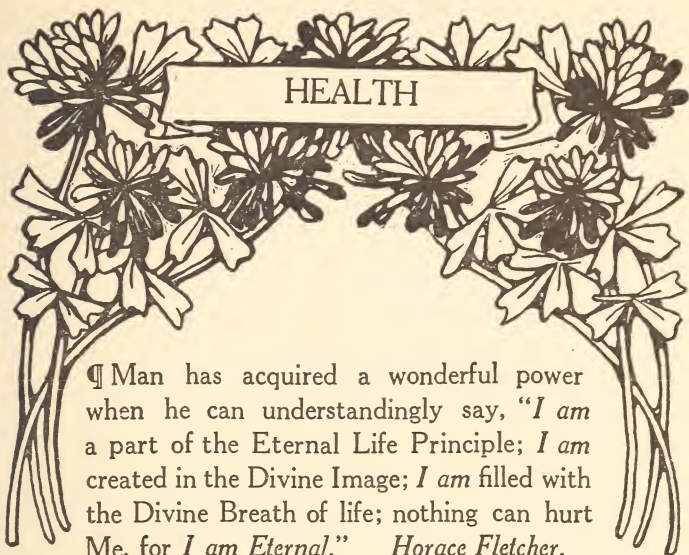 HEALTH
¶ Man has acquired a wonderful power
when he can understandingly say, “I am
a part of the Eternal Life Principle; I am
created in the Divine Image; I am filled with
the Divine Breath of life; nothing can hurt
Me, for I am Eternal.” Horace Fletcher.